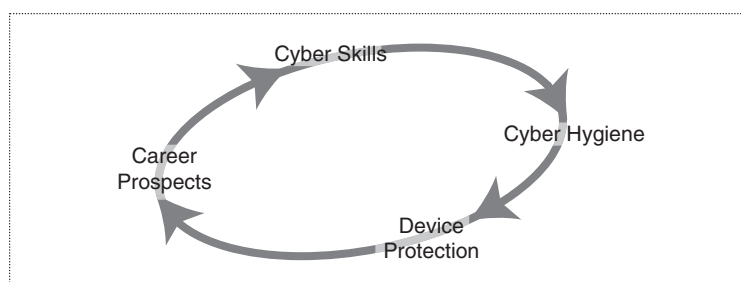 Cyber Skills
Cyber Hygiene
Career
Prospects
Device
Protection